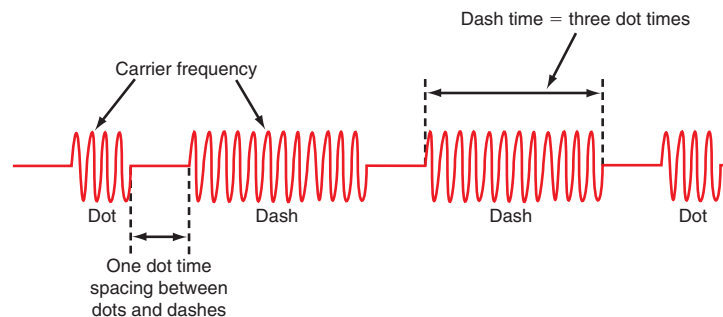 Dash time = three dot times
Carrier frequency
Dot
Dash
Dash
Dot
One dot time
spacing between
dots and dashes